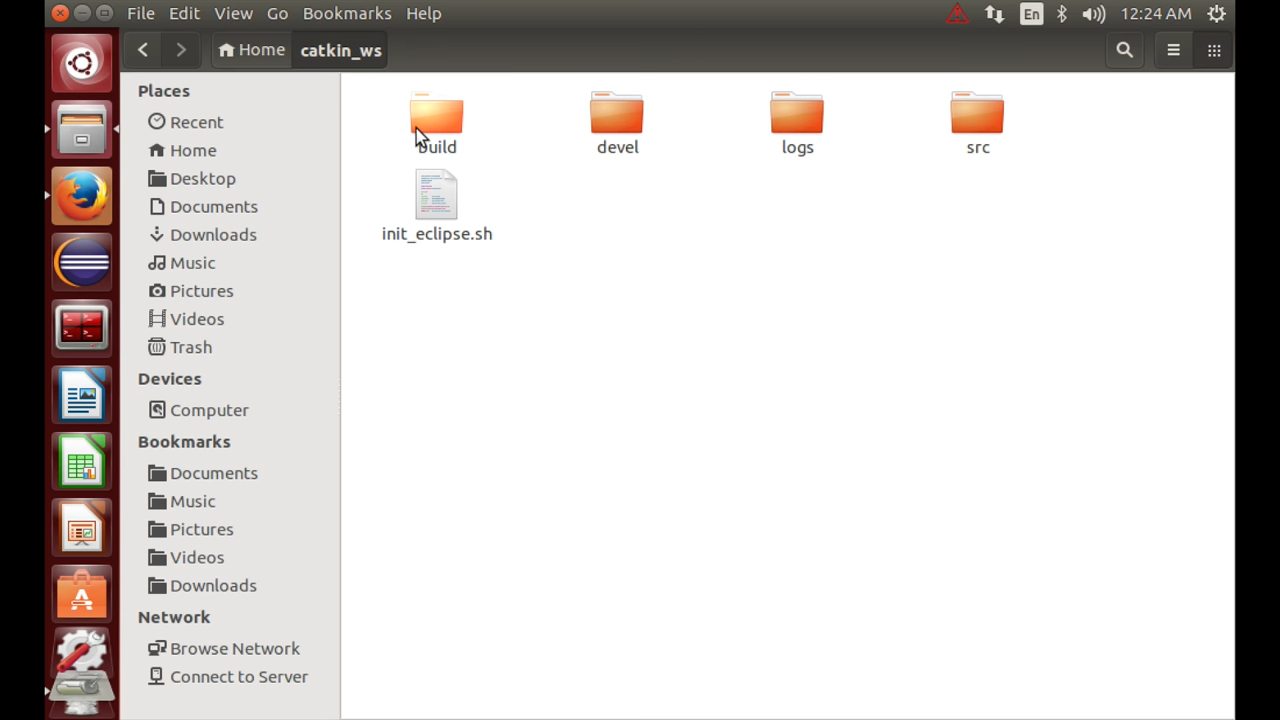 File Edit View Go Bookmarks Help
En
12:24 AM
Home catkin_ws
Places
Recent
Home
Desktop
Documents
Downloads
Music
Pictures
Videos
Trash
Devices
Computer
Bookmarks
Documents
Music
Pictures
Videos
Downloads
Network
Browse Network
Connect to Server
build devel logs src
init_eclipse.sh